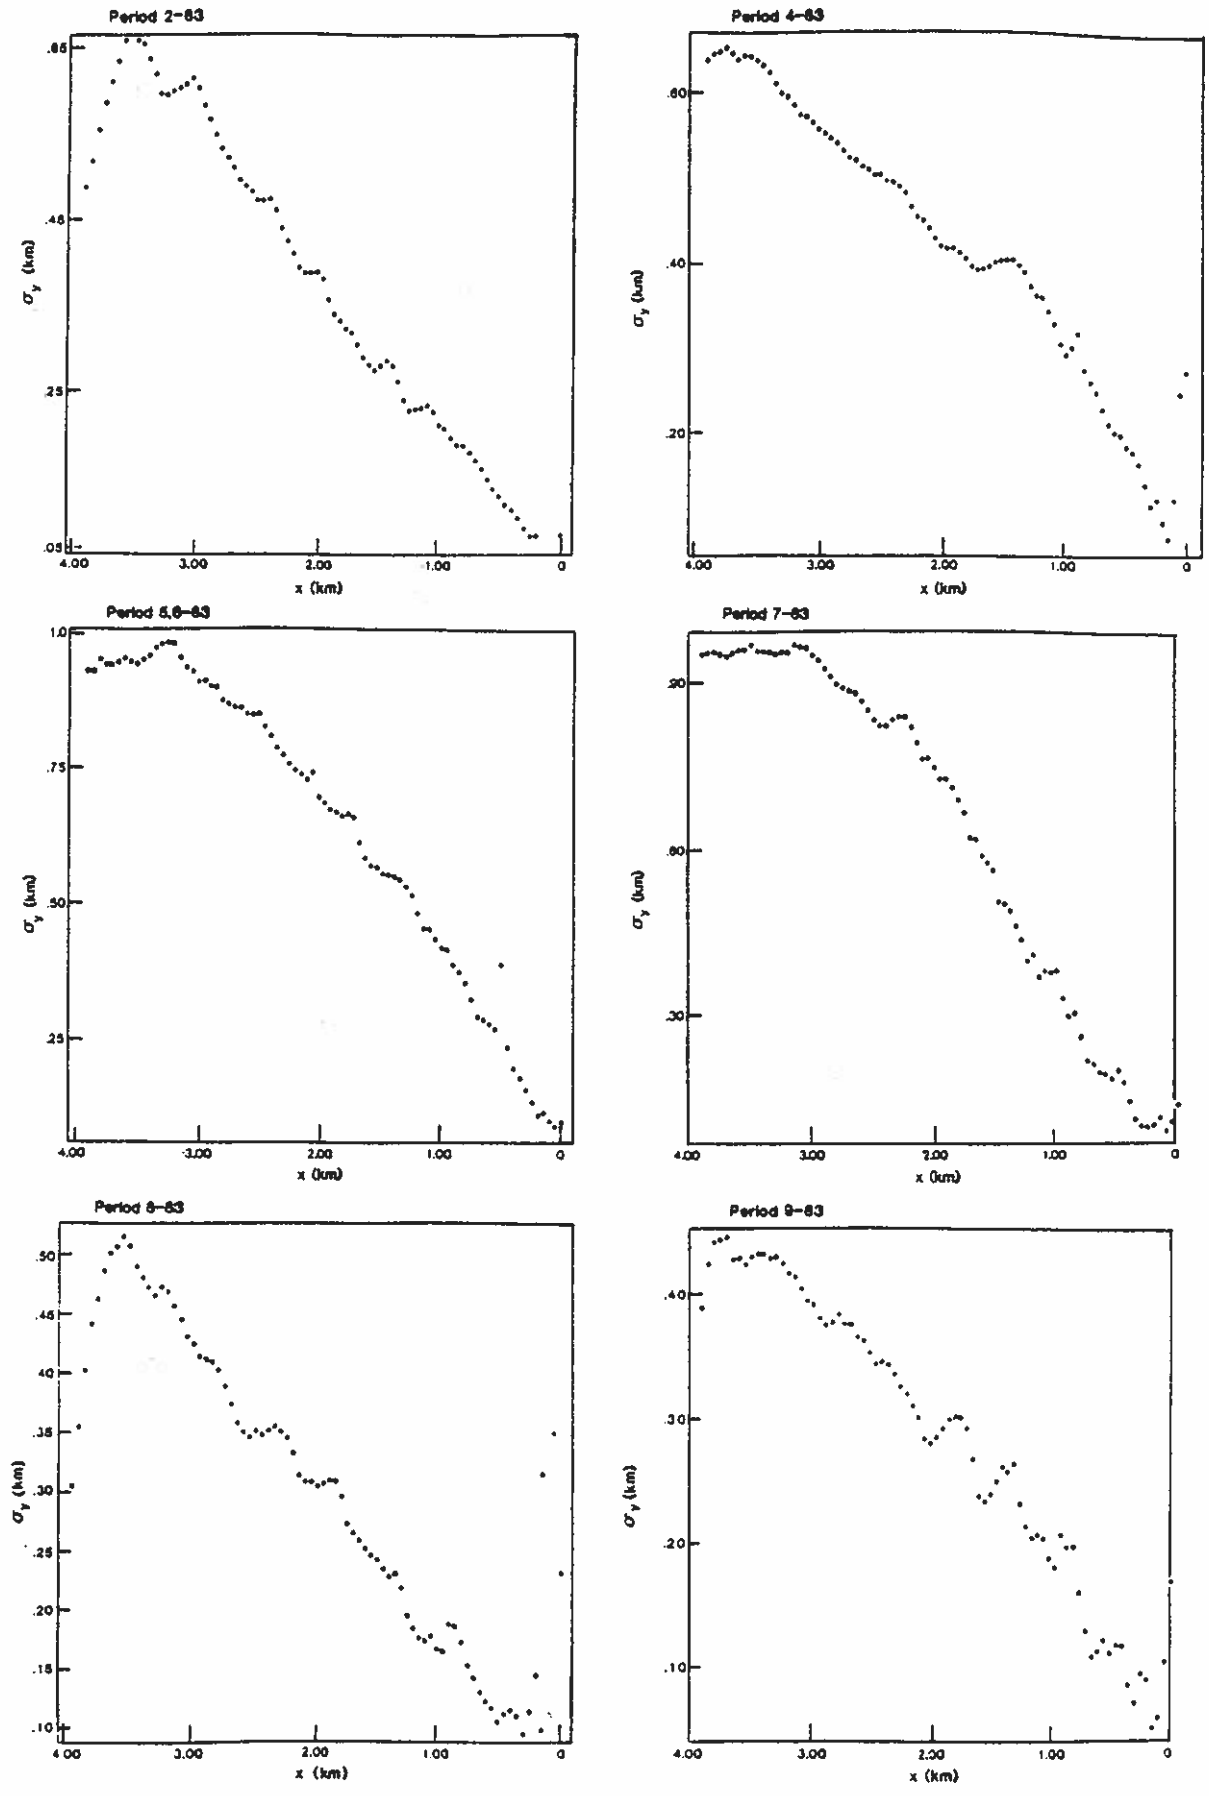 Period 2-83
.65
.45
.25
.05
σy (km)
4.00 3.00 2.00 1.00 0
x (km)
Period 4-83
.60
.40
.20
σy (km)
4.00 3.00 2.00 1.00 0
x (km)
Period 5,6-83
1.0
.75
.50
.25
σy (km)
4.00 3.00 2.00 1.00 0
x (km)
Period 7-83
.90
.60
.30
σy (km)
4.00 3.00 2.00 1.00 0
x (km)
Period 8-83
.50
.45
.40
.35
.30
.25
.20
.15
.10
σy (km)
4.00 3.00 2.00 1.00 0
x (km)
Period 9-83
.40
.30
.20
.10
σy (km)
4.00 3.00 2.00 1.00 0
x (km)